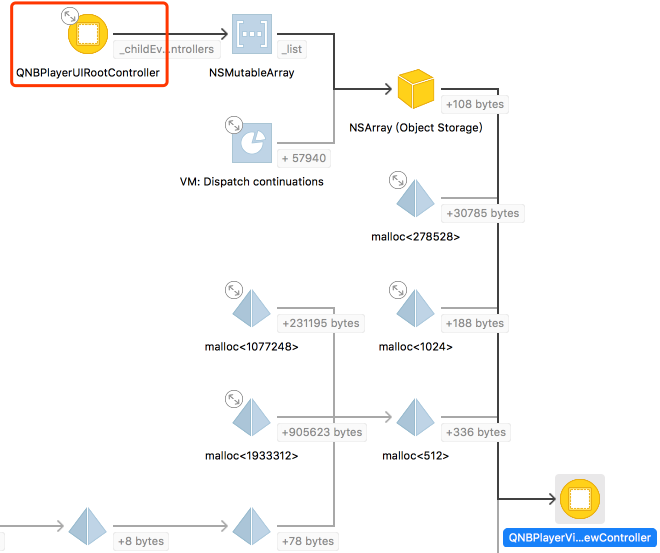 _childEv...ntrollers
_list
QNBPlayerUIRootController
NSMutableArray
+108 bytes
NSArray (Object Storage)
+ 57940
VM: Dispatch continuations
+30785 bytes
malloc<278528>
+231195 bytes
+188 bytes
malloc<1077248>
malloc<1024>
+905623 bytes
+336 bytes
malloc<1933312>
malloc<512>
+8 bytes
+78 bytes
QNBPlayerVi...ewController